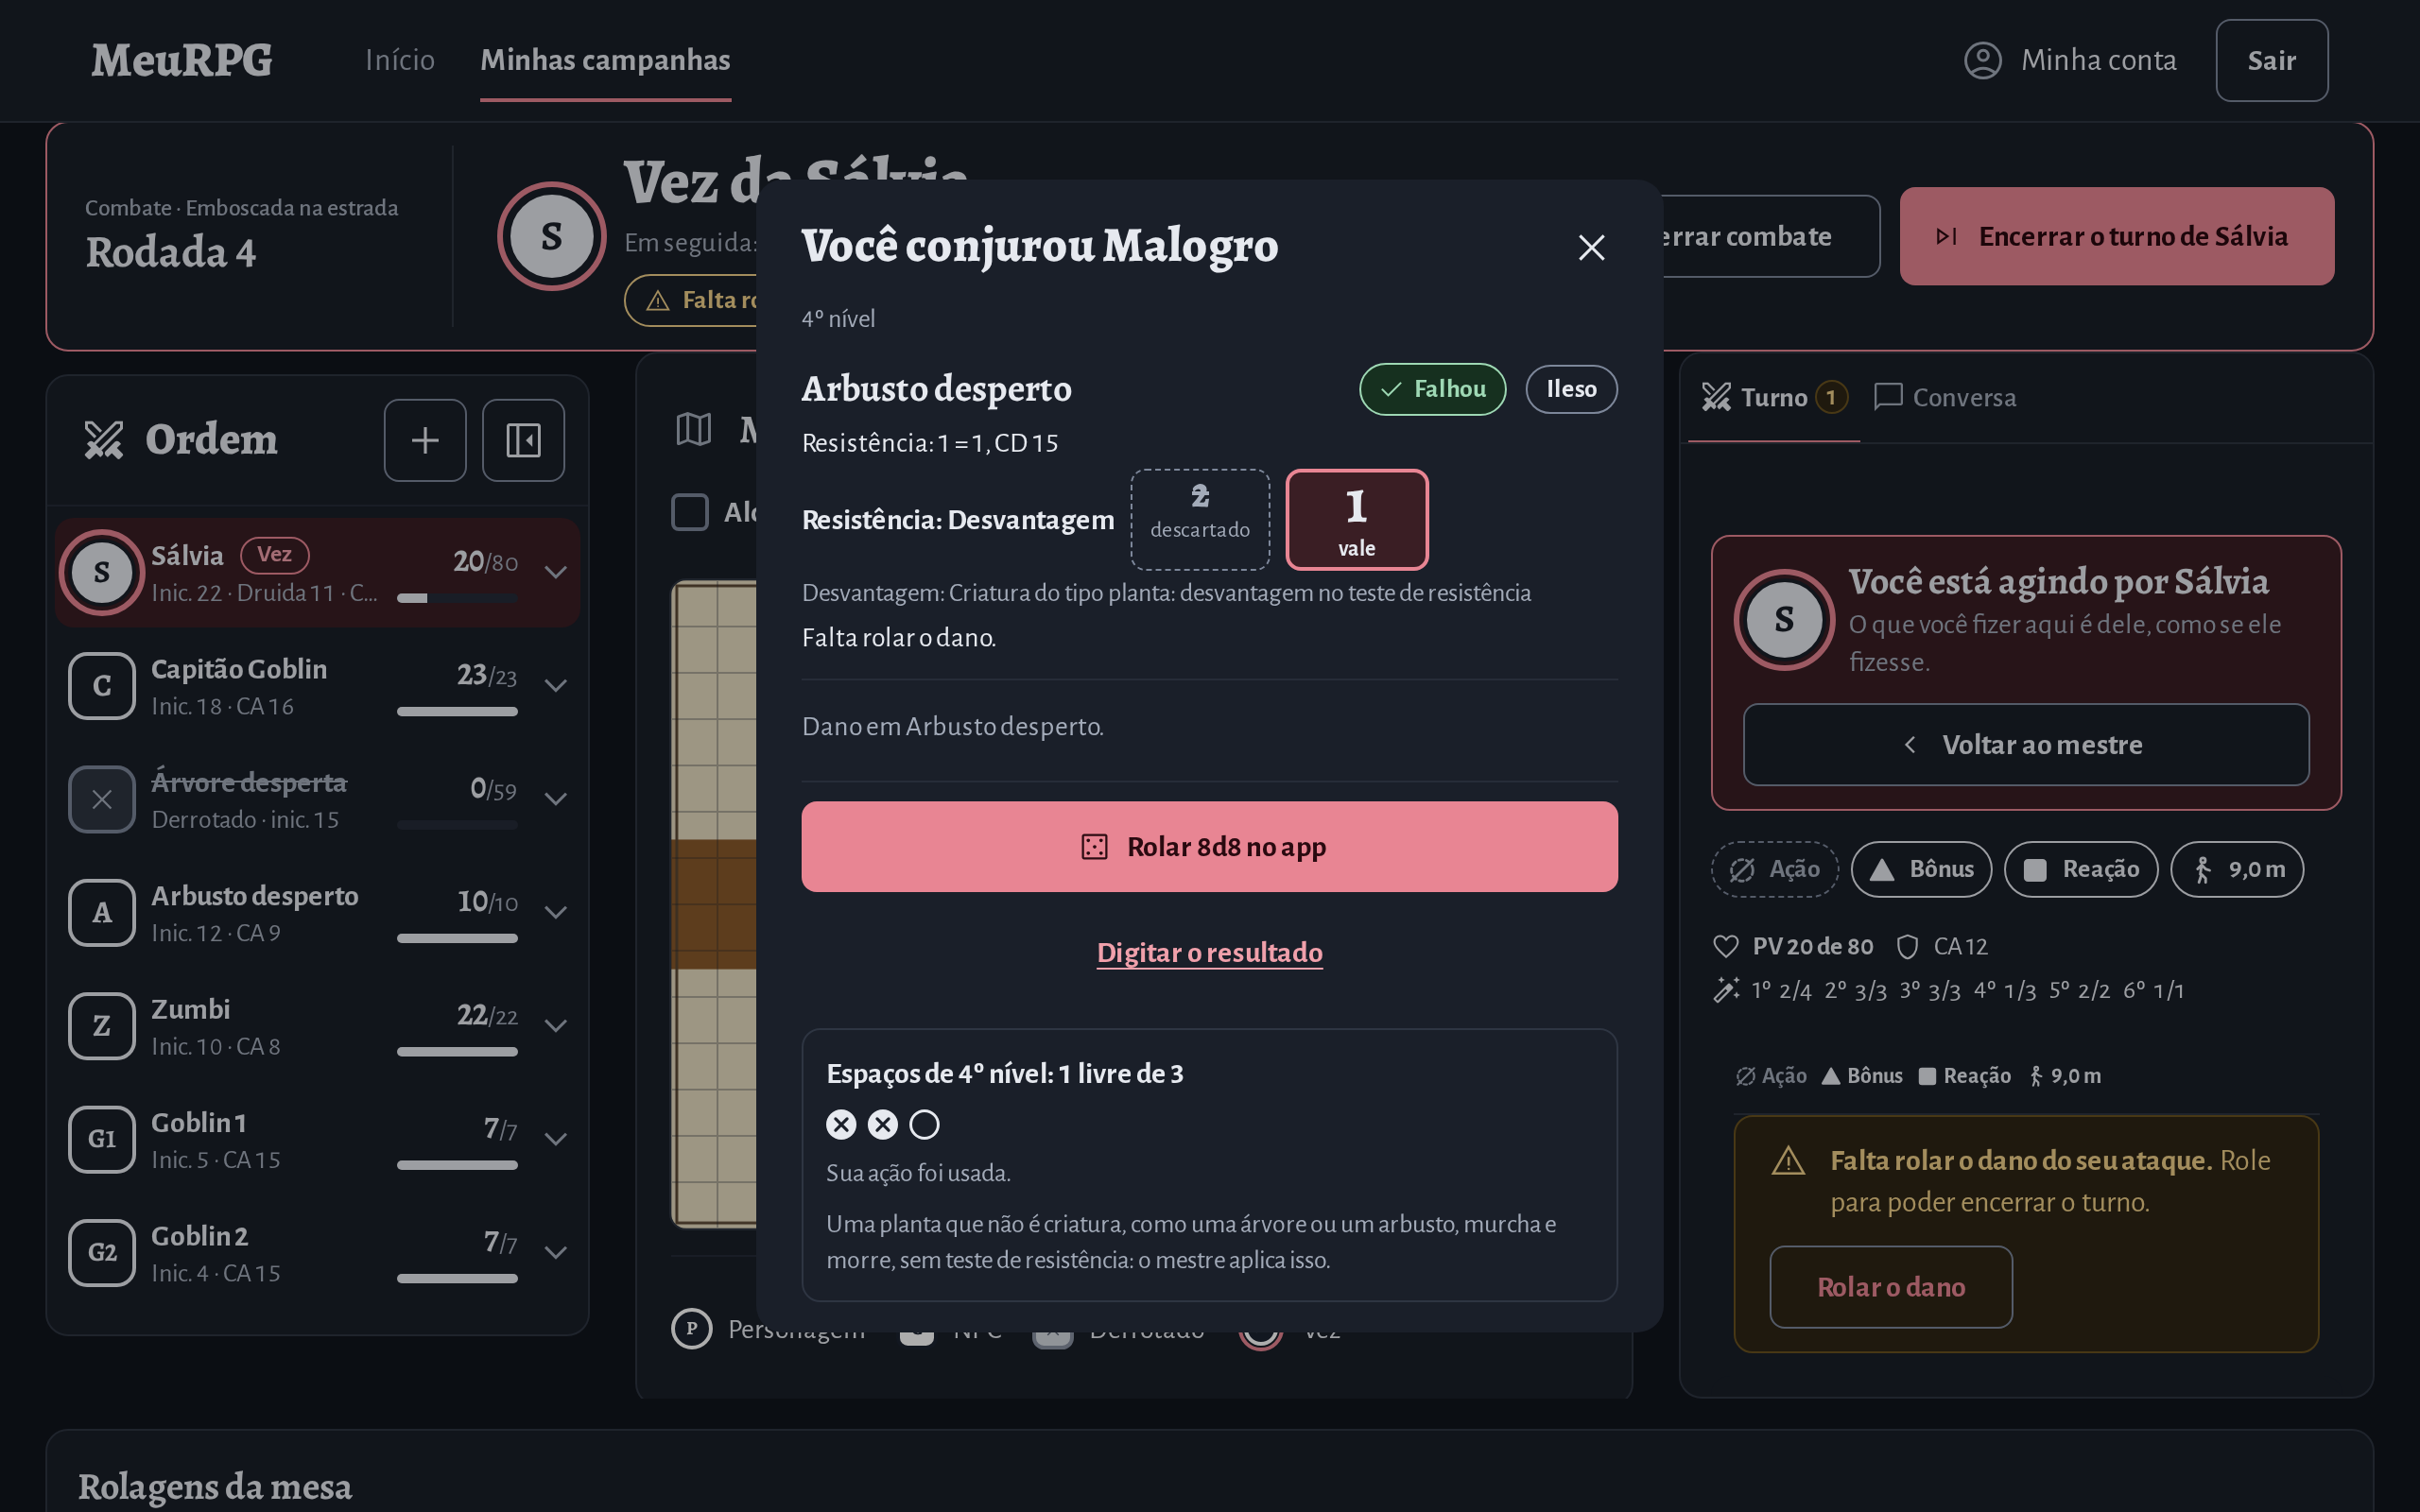 MeuRPG
Início
Minhas campanhas
Minha conta
Sair
Combate · Emboscada na estrada
Rodada 4
S
Vez da Sálvia
Em seguida:
Falta
errar combate
Encerrar o turno de Sálvia
Ordem
S
Sálvia
Vez
20/80
Inic. 22 · Druida 11 · C...
C
Capitão Goblin
23/23
Inic. 18 · CA 16
Árvore desperta
0/59
Derrotado · inic. 15
A
Arbusto desperto
10/10
Inic. 12 · CA 9
Z
Zumbi
22/22
Inic. 10 · CA 8
G1
Goblin 1
7/7
Inic. 5 · CA 15
G2
Goblin 2
7/7
Inic. 4 · CA 15
Você conjurou Malogro
4º nível
Arbusto desperto
Falhou
Ileso
Resistência: 1 = 1, CD 15
Resistência: Desvantagem
2
descartado
1
vale
Desvantagem: Criatura do tipo planta: desvantagem no teste de resistência
Falta rolar o dano.
Dano em Arbusto desperto.
Rolar 8d8 no app
Digitar o resultado
Espaços de 4º nível: 1 livre de 3
Sua ação foi usada.
Uma planta que não é criatura, como uma árvore ou um arbusto, murcha e
morre, sem teste de resistência: o mestre aplica isso.
P
Personagem
NPC
Derrotado
Vez
Turno
1
Conversa
S
Você está agindo por Sálvia
O que você fizer aqui é dele, como se ele
fizesse.
Voltar ao mestre
Ação
Bônus
Reação
9,0 m
PV 20 de 80
CA 12
1º 2/4 2º 3/3 3º 3/3 4º 1/3 5º 2/2 6º 1/1
Ação
Bônus
Reação
9,0 m
Falta rolar o dano do seu ataque. Role
para poder encerrar o turno.
Rolar o dano
Rolagens da mesa